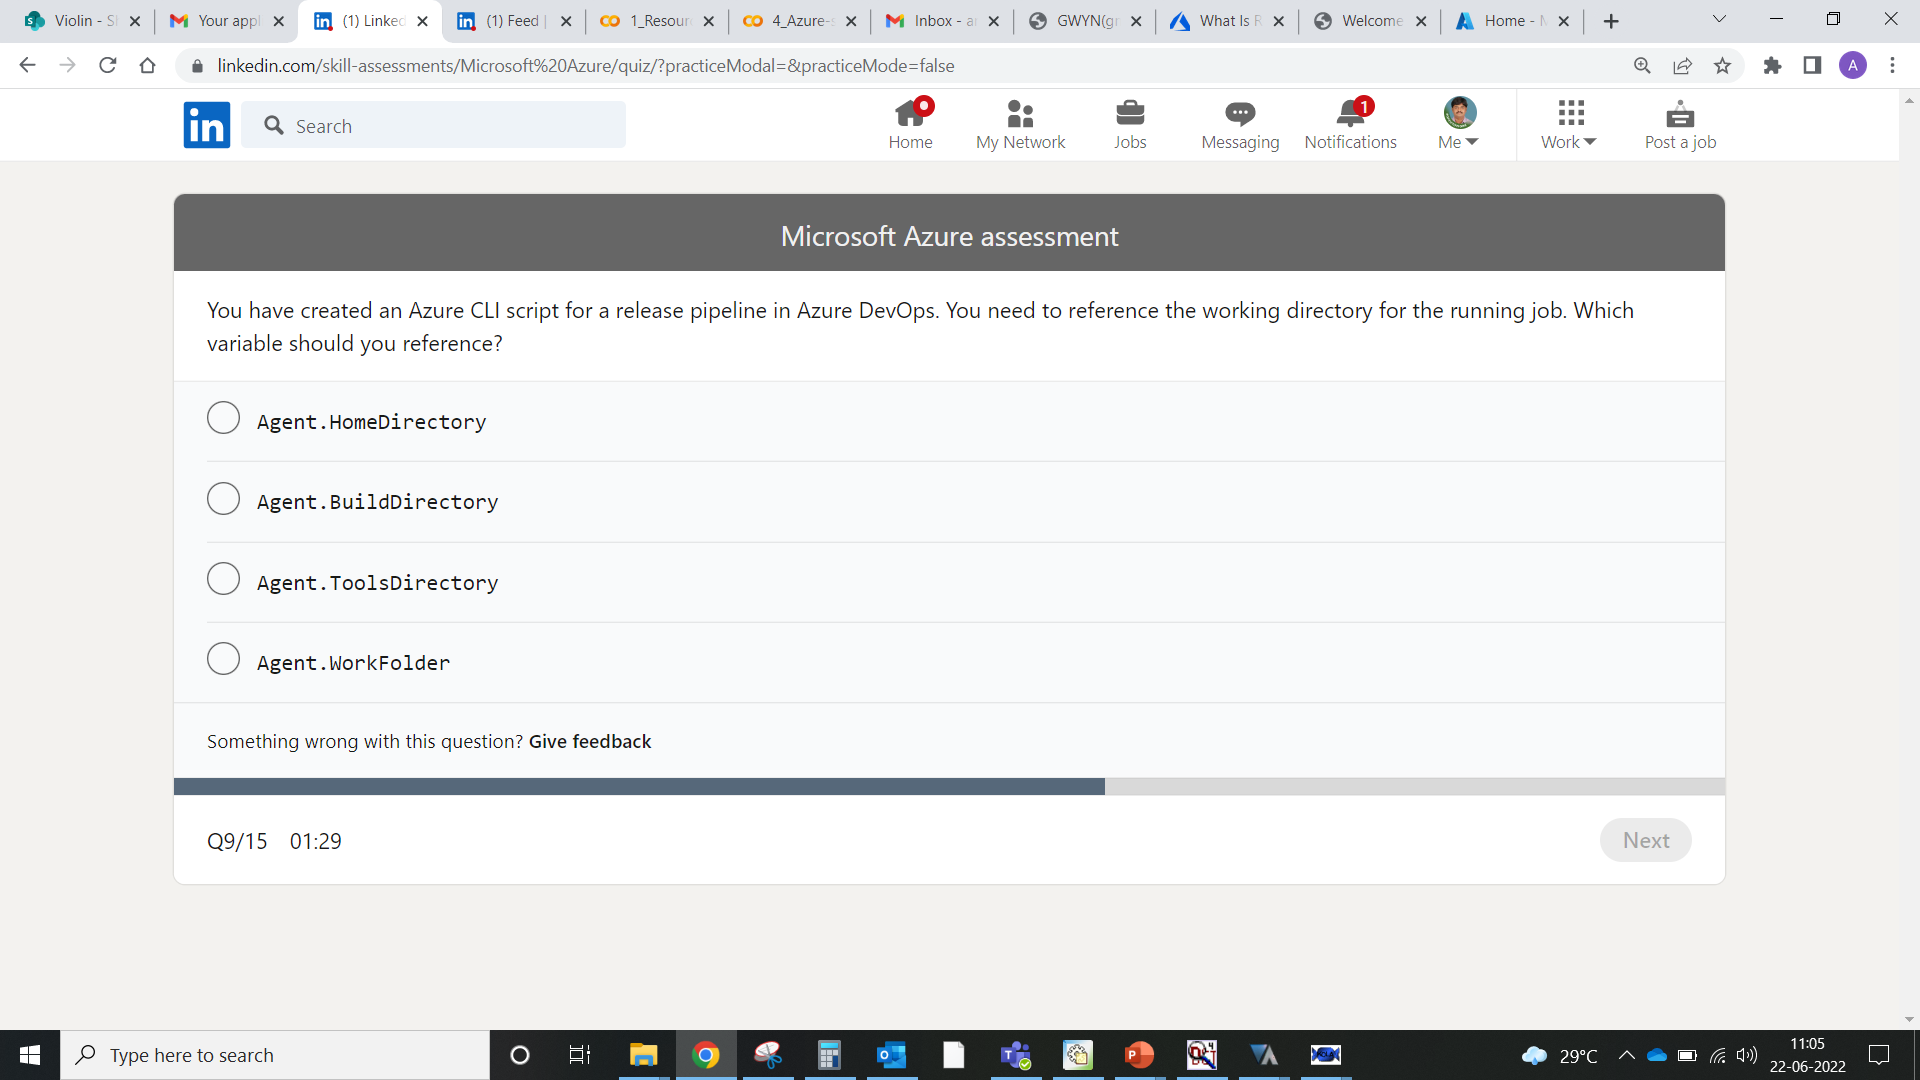 Violin - S
Your appl
(1) Linked
(1) Feed |
1_Resour
4_Azure-s
Inbox - a
GWYN(gr
What Is R
Welcome
Home -
linkedin.com/skill-assessments/Microsoft%20Azure/quiz/?practiceModal=&practiceMode=false
A
in
Search
Home
My Network
Jobs
Messaging
1
Notifications
Me
Work
Post a job
Microsoft Azure assessment
You have created an Azure CLI script for a release pipeline in Azure DevOps. You need to reference the working directory for the running job. Which
variable should you reference?
Agent.HomeDirectory
Agent.BuildDirectory
Agent.ToolsDirectory
Agent.WorkFolder
Something wrong with this question? Give feedback
Q9/15 01:29
Next
Type here to search
29°C
11:05
22-06-2022